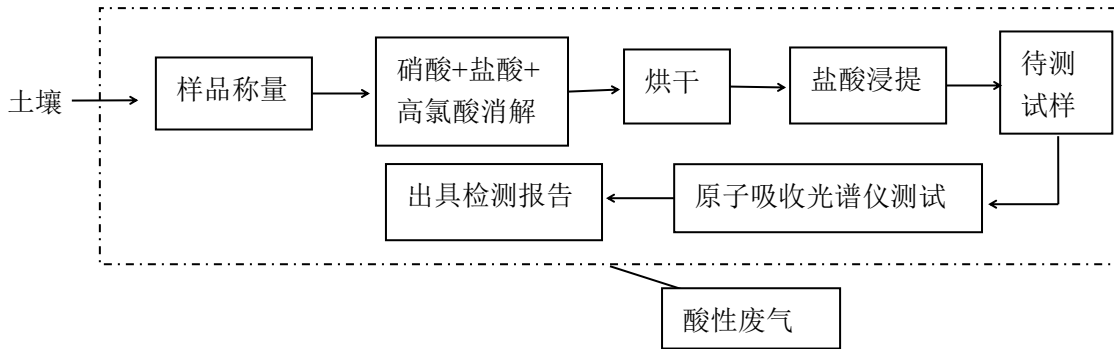 土壤
样品称量
硝酸+盐酸+
高氯酸消解
烘干
盐酸浸提
待测
试样
原子吸收光谱仪测试
出具检测报告
酸性废气